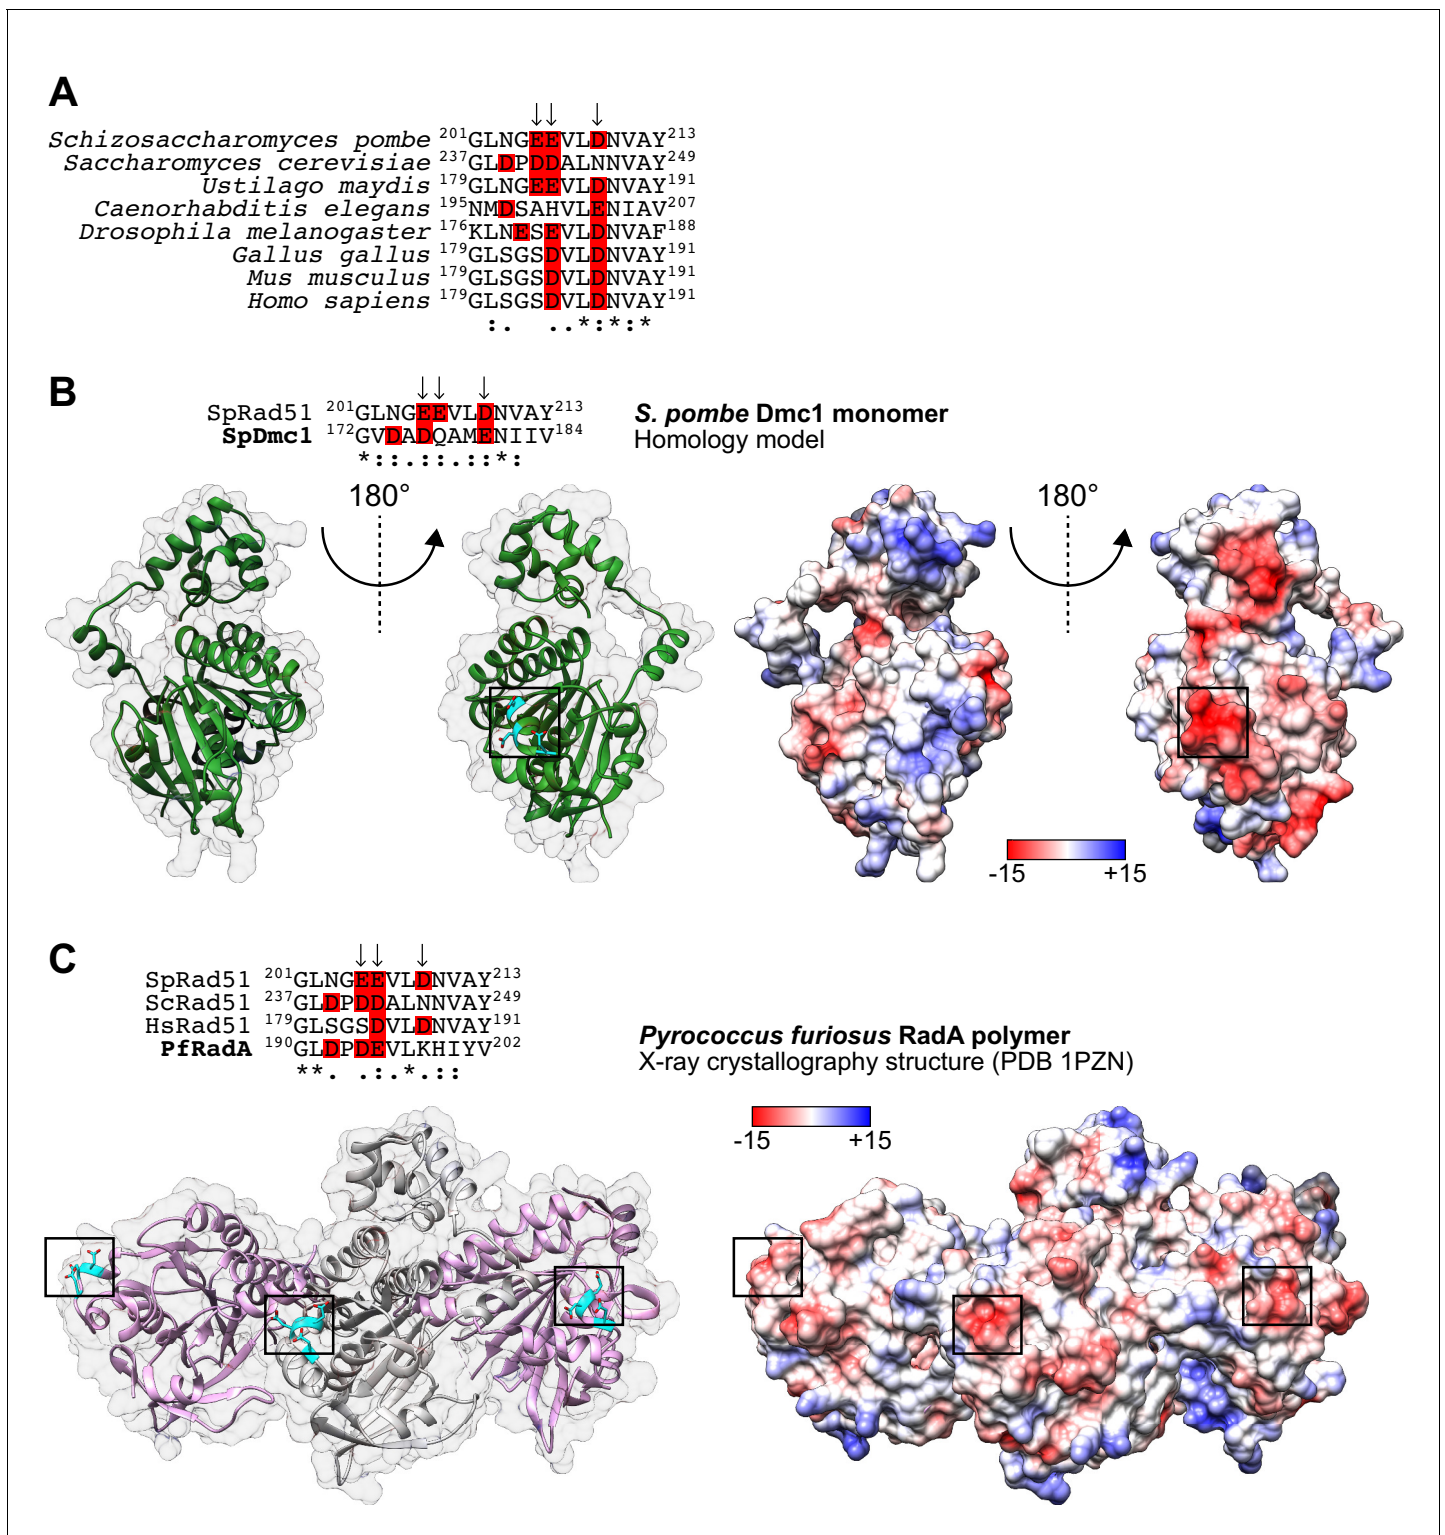 A
Schizosaccharomyces pombe 201GLNGEEVLDNVAY213
Saccharomyces cerevisiae 237GLDPDDALNNVAY249
Ustilago maydis 179GLNGEEVLDNVAY191
Caenorhabditis elegans 195NMDSAHVLENIAV207
Drosophila melanogaster 176KLNESEVLDNVAF188
Gallus gallus 179GLSGSDVLDNVAY191
Mus musculus 179GLSGSDVLDNVAY191
Homo sapiens 179GLSGSDVLDNVAY191
:. ..*:*:*
B
SpRad51 201GLNGEEVLDNVAY213
SpDmc1 172GVDADQAMENIIV184
*::.::.::*:
S. pombe Dmc1 monomer
Homology model
180°
180°
-15 +15
C
SpRad51 201GLNGEEVLDNVAY213
ScRad51 237GLDPDDALNNVAY249
HsRad51 179GLSGSDVLDNVAY191
PfRadA 190GLDPDEVLKHIYV202
**. .:.*.::
Pyrococcus furiosus RadA polymer
X-ray crystallography structure (PDB 1PZN)
-15 +15